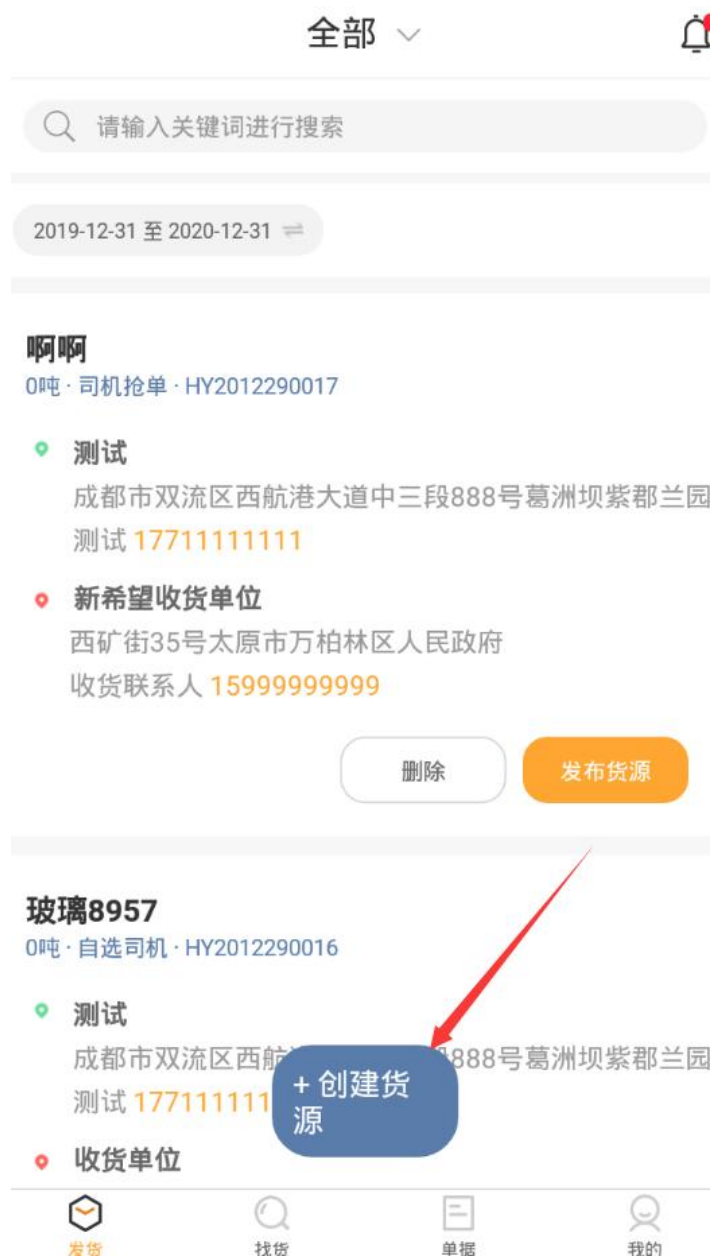 全部
请输入关键词进行搜索
2019-12-31 至 2020-12-31
啊啊
0吨 · 司机抢单 · HY2012290017
测试
成都市双流区西航港大道中三段888号葛洲坝紫郡兰园
测试 17711111111
新希望收货单位
西矿街35号太原市万柏林区人民政府
收货联系人 15999999999
删除 发布货源
玻璃8957
0吨 · 自选司机 · HY2012290016
测试
成都市双流区西航 888号葛洲坝紫郡兰园
测试 177111111
+ 创建货
源
收货单位
发货 找货 单据 我的